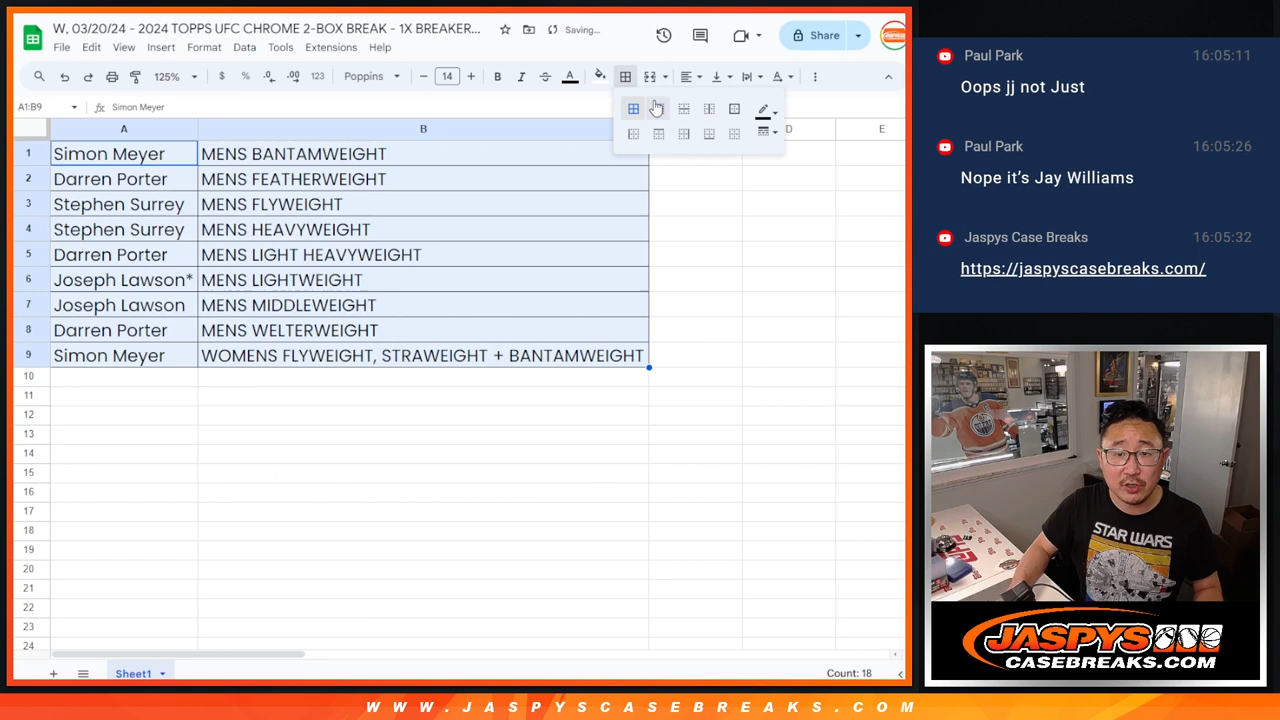 W, 03/20/24 - 2024 TOPPS UFC CHROME 2-BOX BREAK - 1X BREAKER...
Saving...
Share
File Edit View Insert Format Data Tools Extensions Help
125% $ % .0 .00 123 Poppins - 14 + B I S A
A1:B9 fx Simon Meyer
A B D E
1 Simon Meyer MENS BANTAMWEIGHT
2 Darren Porter MENS FEATHERWEIGHT
3 Stephen Surrey MENS FLYWEIGHT
4 Stephen Surrey MENS HEAVYWEIGHT
5 Darren Porter MENS LIGHT HEAVYWEIGHT
6 Joseph Lawson* MENS LIGHTWEIGHT
7 Joseph Lawson MENS MIDDLEWEIGHT
8 Darren Porter MENS WELTERWEIGHT
9 Simon Meyer WOMENS FLYWEIGHT, STRAWEIGHT + BANTAMWEIGHT
10
11
12
13
14
15
16
17
18
19
20
21
22
23
24
Sheet1
Count: 18
Paul Park 16:05:11
Oops jj not Just
Paul Park 16:05:26
Nope it's Jay Williams
Jaspys Case Breaks 16:05:32
https://jaspyscasebreaks.com/
STAR WARS
JASPYS
CASEBREAKS.COM
WWW.JASPYSCASEBREAKS.COM